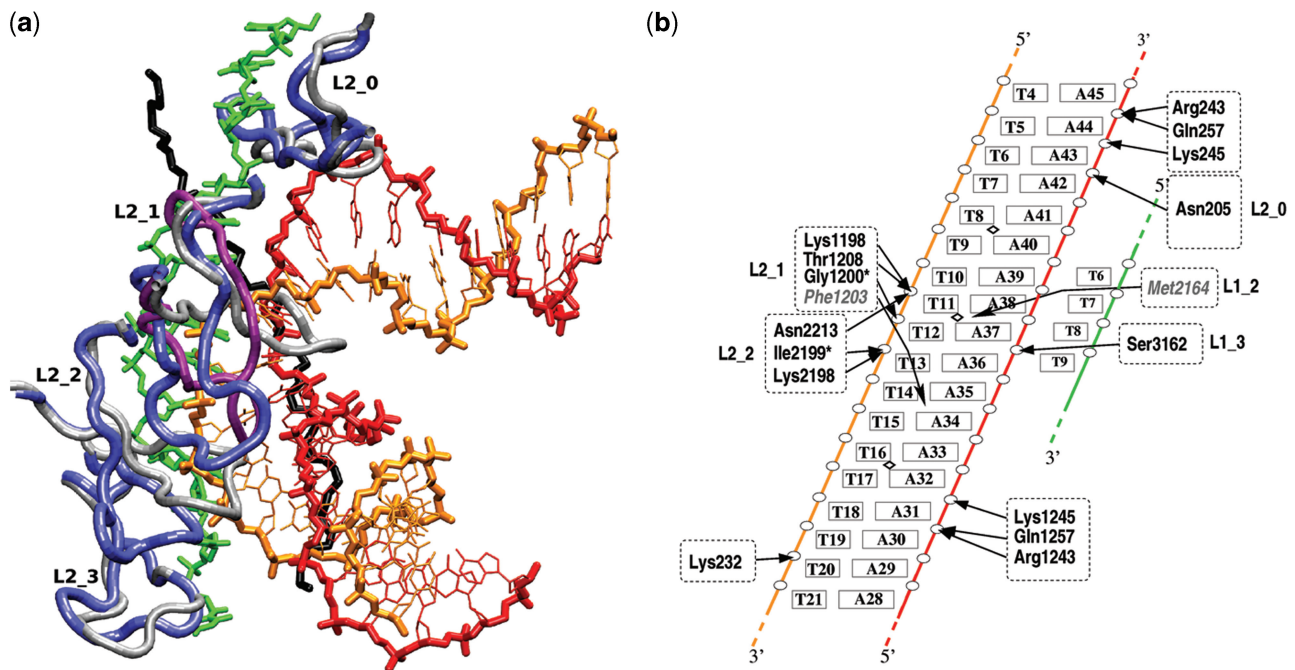 (a)
L2_0
L2_1
L2_2
L2_3
(b)
5’
3’
T4 A45
T5 A44
T6 A43
T7 A42
T8 A41
T9 A40
T10 A39
T11 A38
T12 A37
T13 A36
T14 A35
T15 A34
T16 A33
T17 A32
T18 A31
T19 A30
T20 A29
T21 A28
3’
5’
Arg243
Gln257
Lys245
5’
Asn205 L2_0
T6
T7
T8
T9
3’
Met2164 L1_2
Ser3162 L1_3
Lys1198
Thr1208
L2_1 Gly1200*
Phe1203
Asn2213
L2_2 Ile2199*
Lys2198
Lys1245
Gln1257
Arg1243
Lys232